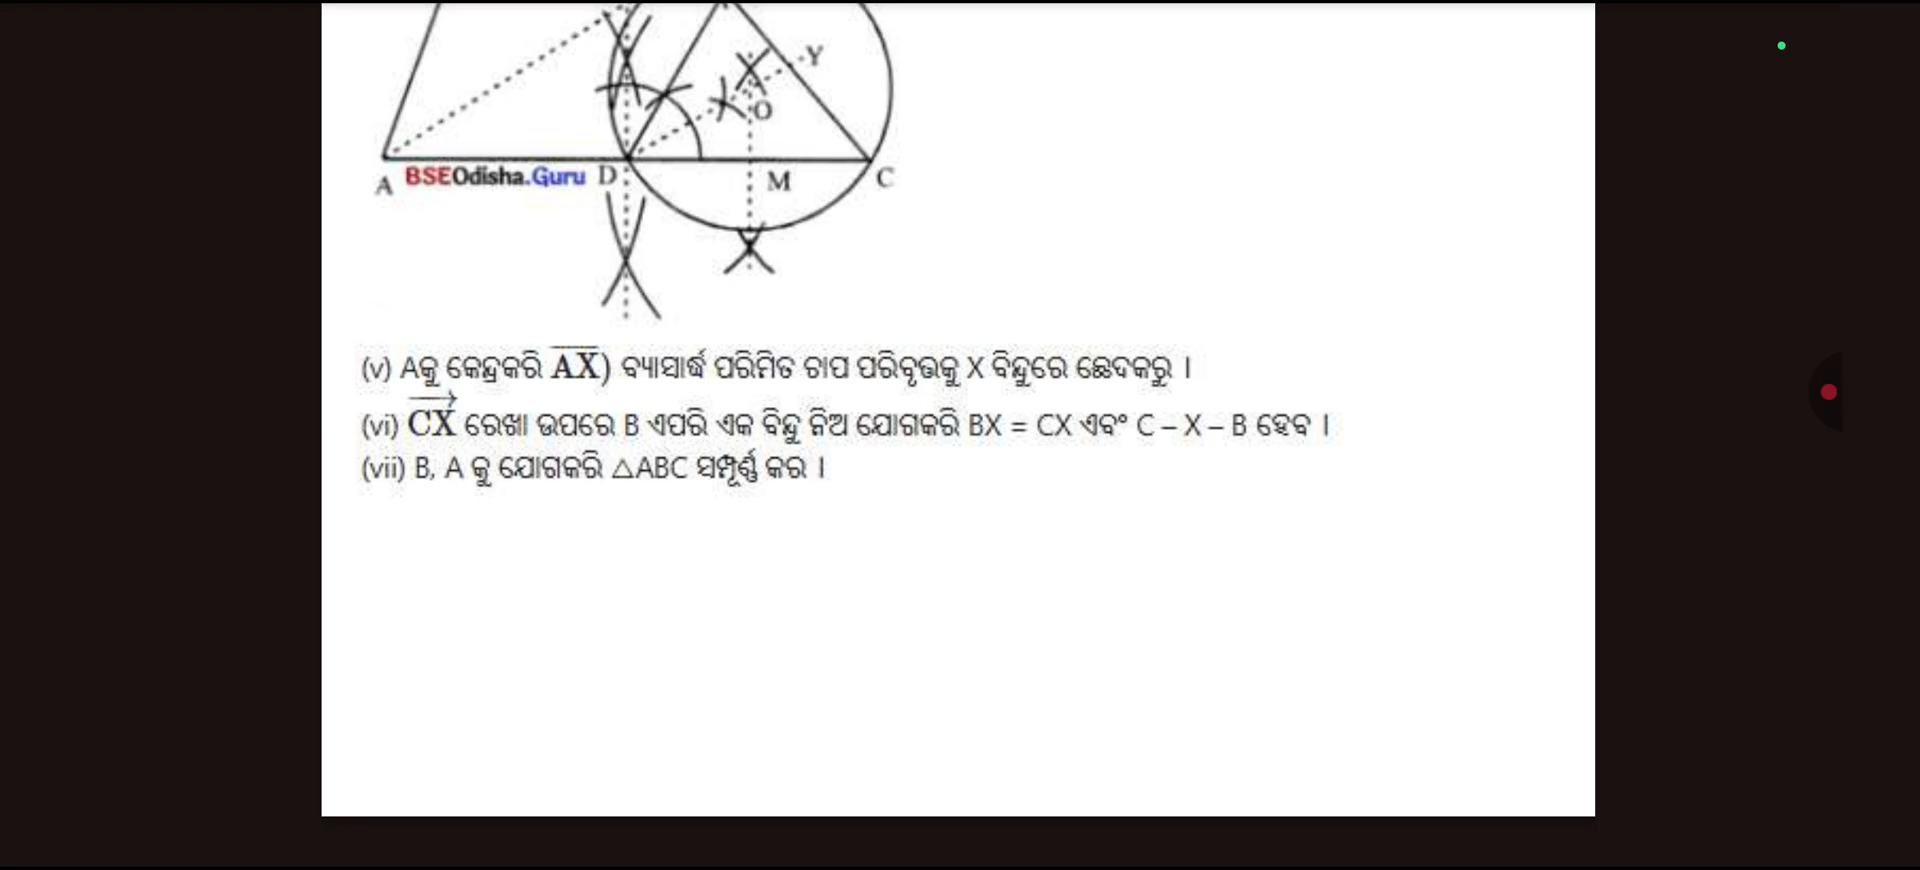 Y
O
A BSEOdisha.Guru D M C
(v) Aକୁ କେନ୍ଦ୍ରକରି AX) ବ୍ୟାସାର୍ଦ୍ଧ ପରିମିତ ଚାପ ପରିବୃତ୍ତକୁ X ବିନ୍ଦୁରେ ଛେଦକରୁ ।
(vi) CX ରେଖା ଉପରେ B ଏପରି ଏକ ବିନ୍ଦୁ ନିଅ ଯୋଗକରି BX = CX ଏବଂ C – X – B ହେବ ।
(vii) B, A କୁ ଯୋଗକରି △ABC ସମ୍ପୂର୍ଣ୍ଣ କର ।